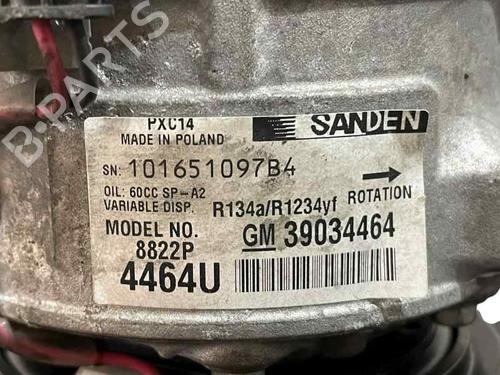 B-PARTS
PXC14
MADE IN POLAND
SANDEN
SN: 101651097B4
OIL: 60CC SP-A2
VARIABLE DISP.
R134a/R1234yf
ROTATION
MODEL NO.
8822P
GM 39034464
4464U